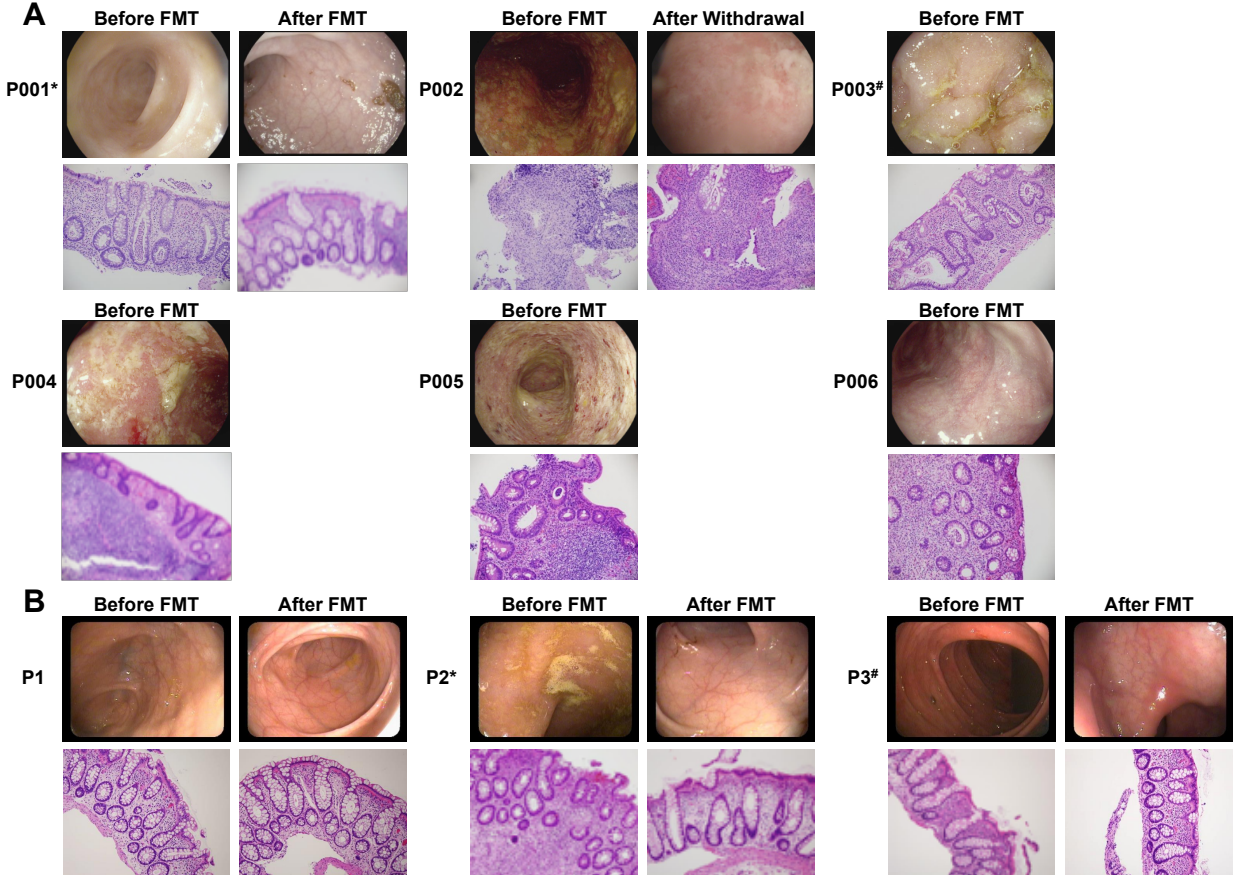 A
Before FMT After FMT Before FMT After Withdrawal Before FMT
P001* P002 P003#
Before FMT Before FMT Before FMT
P004 P005 P006
B
Before FMT After FMT Before FMT After FMT Before FMT After FMT
P1 P2* P3#